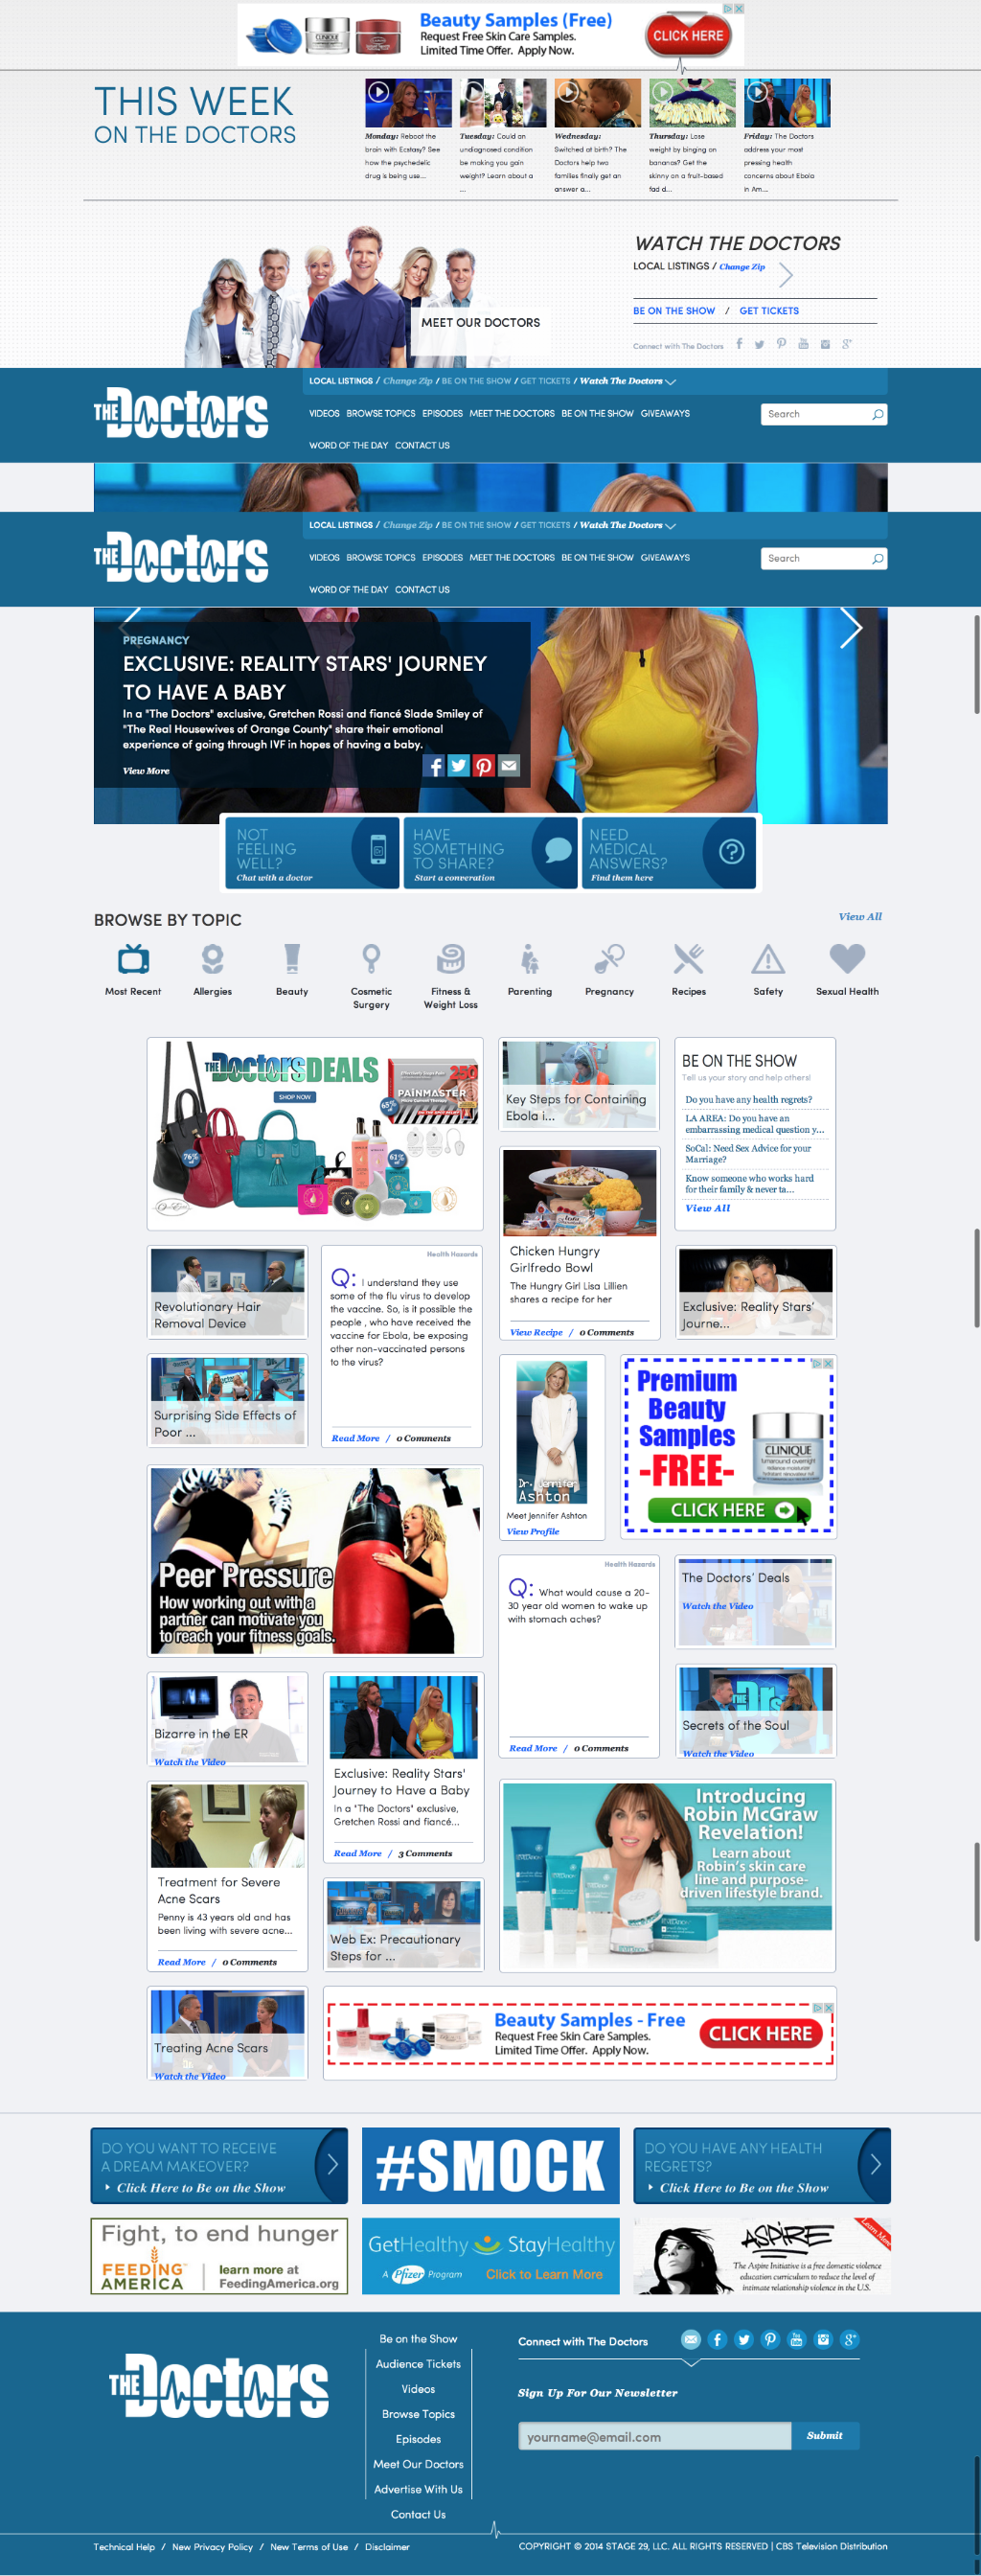 Beauty Samples (Free)
Request Free Skin Care Samples.
Limited Time Offer. Apply Now.
CLICK HERE
THIS WEEK
ON THE DOCTORS
Monday: Reboot the
brain with Ecstasy? See
how the psychedelic
drug is being use...
Tuesday: Could an
undiagnosed condition
be making you gain
weight? Learn about a
...
Wednesday:
Switched at birth? The
Doctors help two
families finally get an
answer a...
Thursday: Lose
weight by binging on
bananas? Get the
skinny on a fruit-based
fad d...
Friday: The Doctors
address your most
pressing health
concerns about Ebola
in Am...
MEET OUR DOCTORS
WATCH THE DOCTORS
LOCAL LISTINGS / Change Zip
BE ON THE SHOW / GET TICKETS
Connect with The Doctors
THE Doctors
LOCAL LISTINGS / Change Zip / BE ON THE SHOW / GET TICKETS / Watch The Doctors
VIDEOS BROWSE TOPICS EPISODES MEET THE DOCTORS BE ON THE SHOW GIVEAWAYS
Search
WORD OF THE DAY CONTACT US
THE Doctors
LOCAL LISTINGS / Change Zip / BE ON THE SHOW / GET TICKETS / Watch The Doctors
VIDEOS BROWSE TOPICS EPISODES MEET THE DOCTORS BE ON THE SHOW GIVEAWAYS
Search
WORD OF THE DAY CONTACT US
PREGNANCY
EXCLUSIVE: REALITY STARS' JOURNEY
TO HAVE A BABY
In a "The Doctors" exclusive, Gretchen Rossi and fiancé Slade Smiley of
"The Real Housewives of Orange County" share their emotional
experience of going through IVF in hopes of having a baby.
View More
NOT
FEELING
WELL?
Chat with a doctor
HAVE
SOMETHING
TO SHARE?
Start a converation
NEED
MEDICAL
ANSWERS?
Find them here
BROWSE BY TOPIC
View All
Most Recent
Allergies
Beauty
Cosmetic
Surgery
Fitness &
Weight Loss
Parenting
Pregnancy
Recipes
Safety
Sexual Health
THE Doctors DEALS
SHOP NOW
PAINMASTER
76%
65%
Key Steps for Containing
Ebola i...
BE ON THE SHOW
Tell us your story and help others!
Do you have any health regrets?
LA AREA: Do you have an
embarrassing medical question y...
SoCal: Need Sex Advice for your
Marriage?
Know someone who works hard
for their family & never ta...
View All
Chicken Hungry
Girlfredo Bowl
The Hungry Girl Lisa Lillien
shares a recipe for her
View Recipe / 0 Comments
Revolutionary Hair
Removal Device
Health Hazards
Q: I understand they use
some of the flu virus to develop
the vaccine. So, is it possible the
people , who have received the
vaccine for Ebola, be exposing
other non-vaccinated persons
to the virus?
Read More / 0 Comments
Exclusive: Reality Stars'
Journe...
Surprising Side Effects of
Poor ...
Dr. Jennifer
Ashton
Meet Jennifer Ashton
View Profile
Premium
Beauty
Samples
-FREE-
CLINIQUE
CLICK HERE
Peer Pressure
How working out with a
partner can motivate you
to reach your fitness goals.
Health Hazards
Q: What would cause a 20-
30 year old women to wake up
with stomach aches?
Read More / 0 Comments
The Doctors' Deals
Watch the Video
Secrets of the Soul
Watch the Video
Bizarre in the ER
Watch the Video
Exclusive: Reality Stars'
Journey to Have a Baby
In a "The Doctors" exclusive,
Gretchen Rossi and fiancé...
Read More / 3 Comments
Treatment for Severe
Acne Scars
Penny is 43 years old and has
been living with severe acne...
Read More / 0 Comments
Web Ex: Precautionary
Steps for ...
Introducing
Robin McGraw
Revelation!
Learn about
Robin's skin care
line and purpose-
driven lifestyle brand.
Treating Acne Scars
Watch the Video
Beauty Samples - Free
Request Free Skin Care Samples.
Limited Time Offer. Apply Now.
CLICK HERE
DO YOU WANT TO RECEIVE
A DREAM MAKEOVER?
Click Here to Be on the Show
#SMOCK
DO YOU HAVE ANY HEALTH
REGRETS?
Click Here to Be on the Show
Fight, to end hunger
FEEDING
AMERICA
learn more at
FeedingAmerica.org
GetHealthy StayHealthy
A Pfizer Program
Click to Learn More
ASPIRE
Learn More
The Aspire Initiative is a free domestic violence
education curriculum to reduce the level of
intimate relationship violence in the U.S.
THE Doctors
Be on the Show
Audience Tickets
Videos
Browse Topics
Episodes
Meet Our Doctors
Advertise With Us
Contact Us
Connect with The Doctors
Sign Up For Our Newsletter
yourname@email.com
Submit
Technical Help / New Privacy Policy / New Terms of Use / Disclaimer
COPYRIGHT © 2014 STAGE 29, LLC. ALL RIGHTS RESERVED | CBS Television Distribution